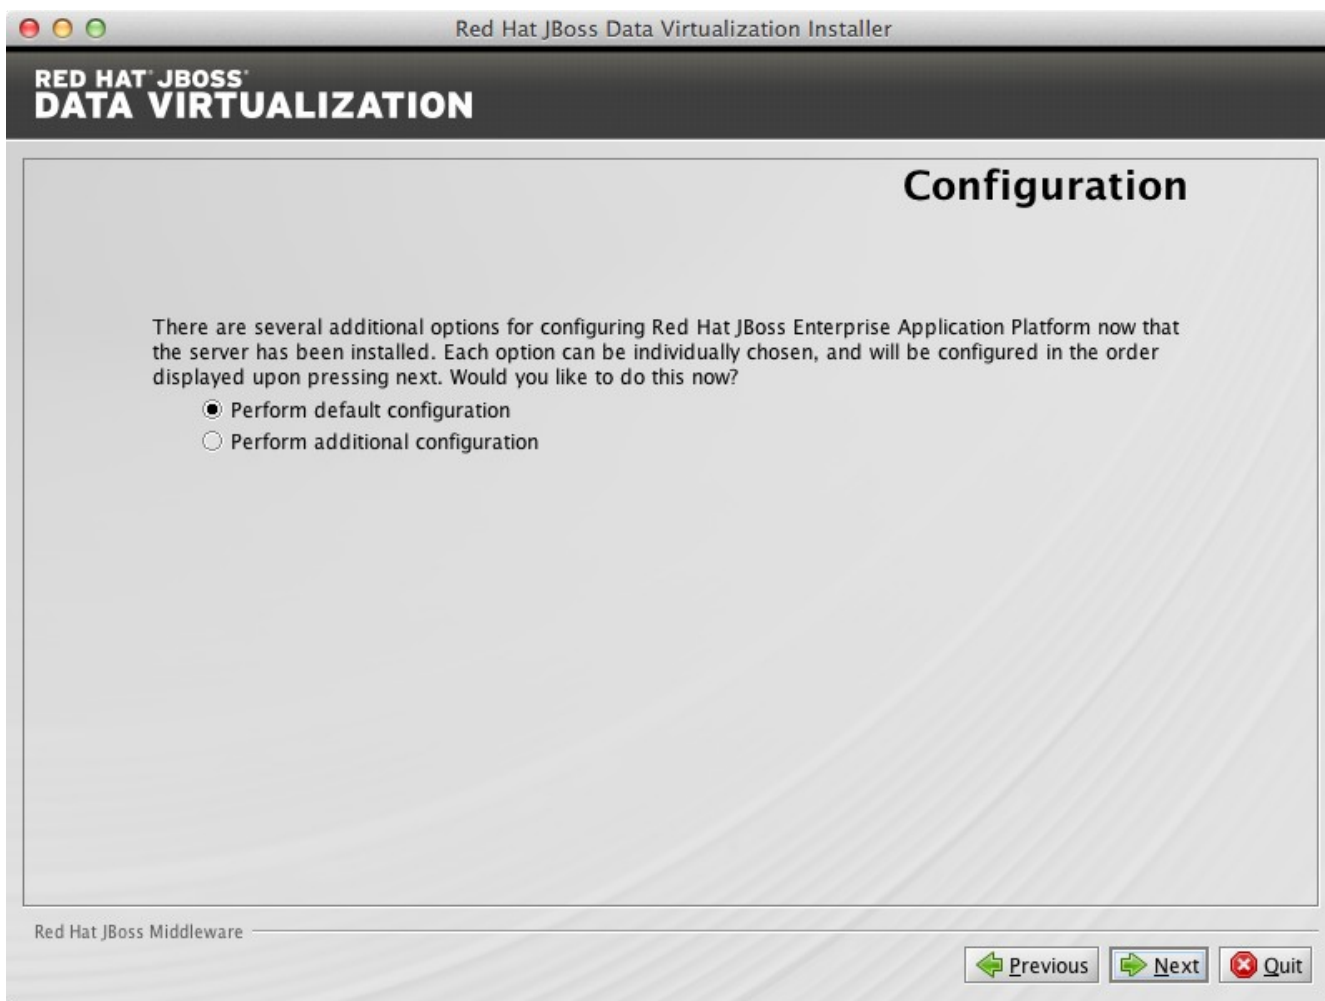 Red Hat JBoss Data Virtualization Installer
RED HAT® JBOSS®
DATA VIRTUALIZATION
Configuration
There are several additional options for configuring Red Hat JBoss Enterprise Application Platform now that
the server has been installed. Each option can be individually chosen, and will be configured in the order
displayed upon pressing next. Would you like to do this now?
Perform default configuration
Perform additional configuration
Red Hat JBoss Middleware
Previous Next Quit